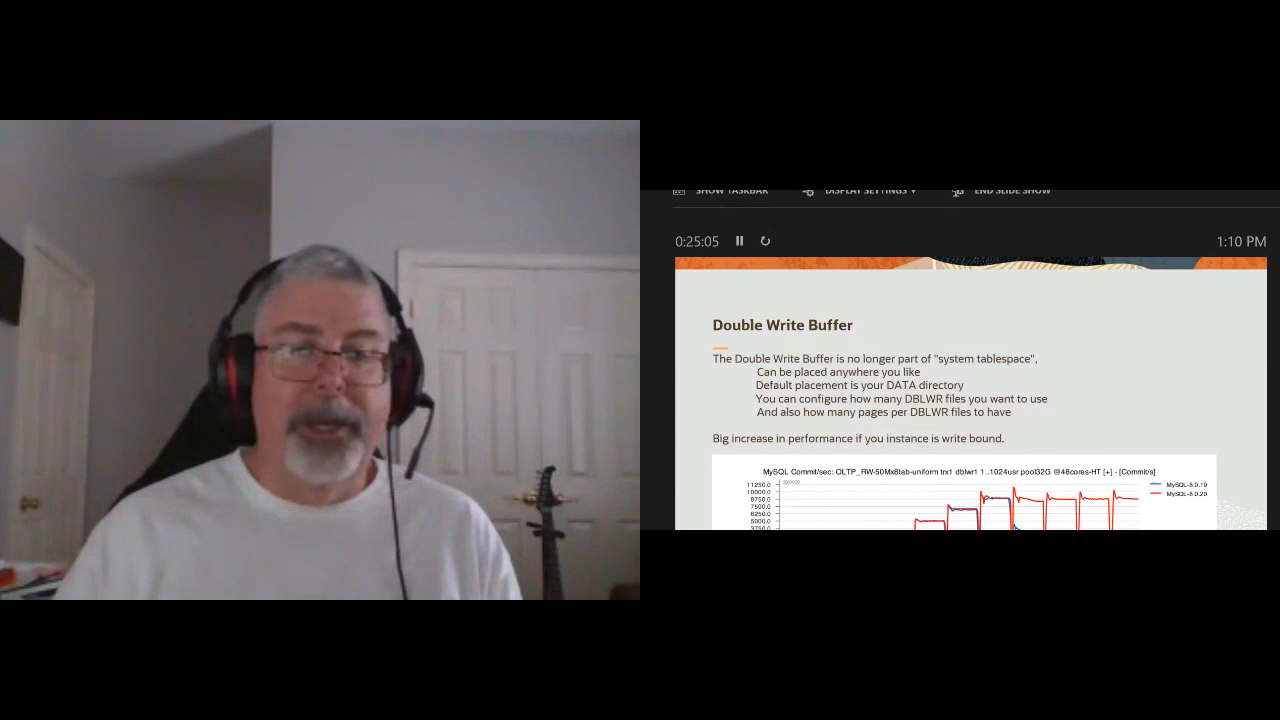 SHOW TASKBAR DISPLAY SETTINGS ▼ END SLIDE SHOW
0:25:05 1:10 PM
Double Write Buffer
The Double Write Buffer is no longer part of "system tablespace",
Can be placed anywhere you like
Default placement is your DATA directory
You can configure how many DBLWR files you want to use
And also how many pages per DBLWR files to have
Big increase in performance if you instance is write bound.
MySQL Commit/sec: OLTP_RW-50Mx8tab-uniform trx1 dblwr1 1..1024usr pool32G @48cores-HT [+] - [Commit/s]
11250.0
10000.0
8750.0
7500.0
6250.0
5000.0
3750.0
MySQL-8.0.19
MySQL-8.0.20